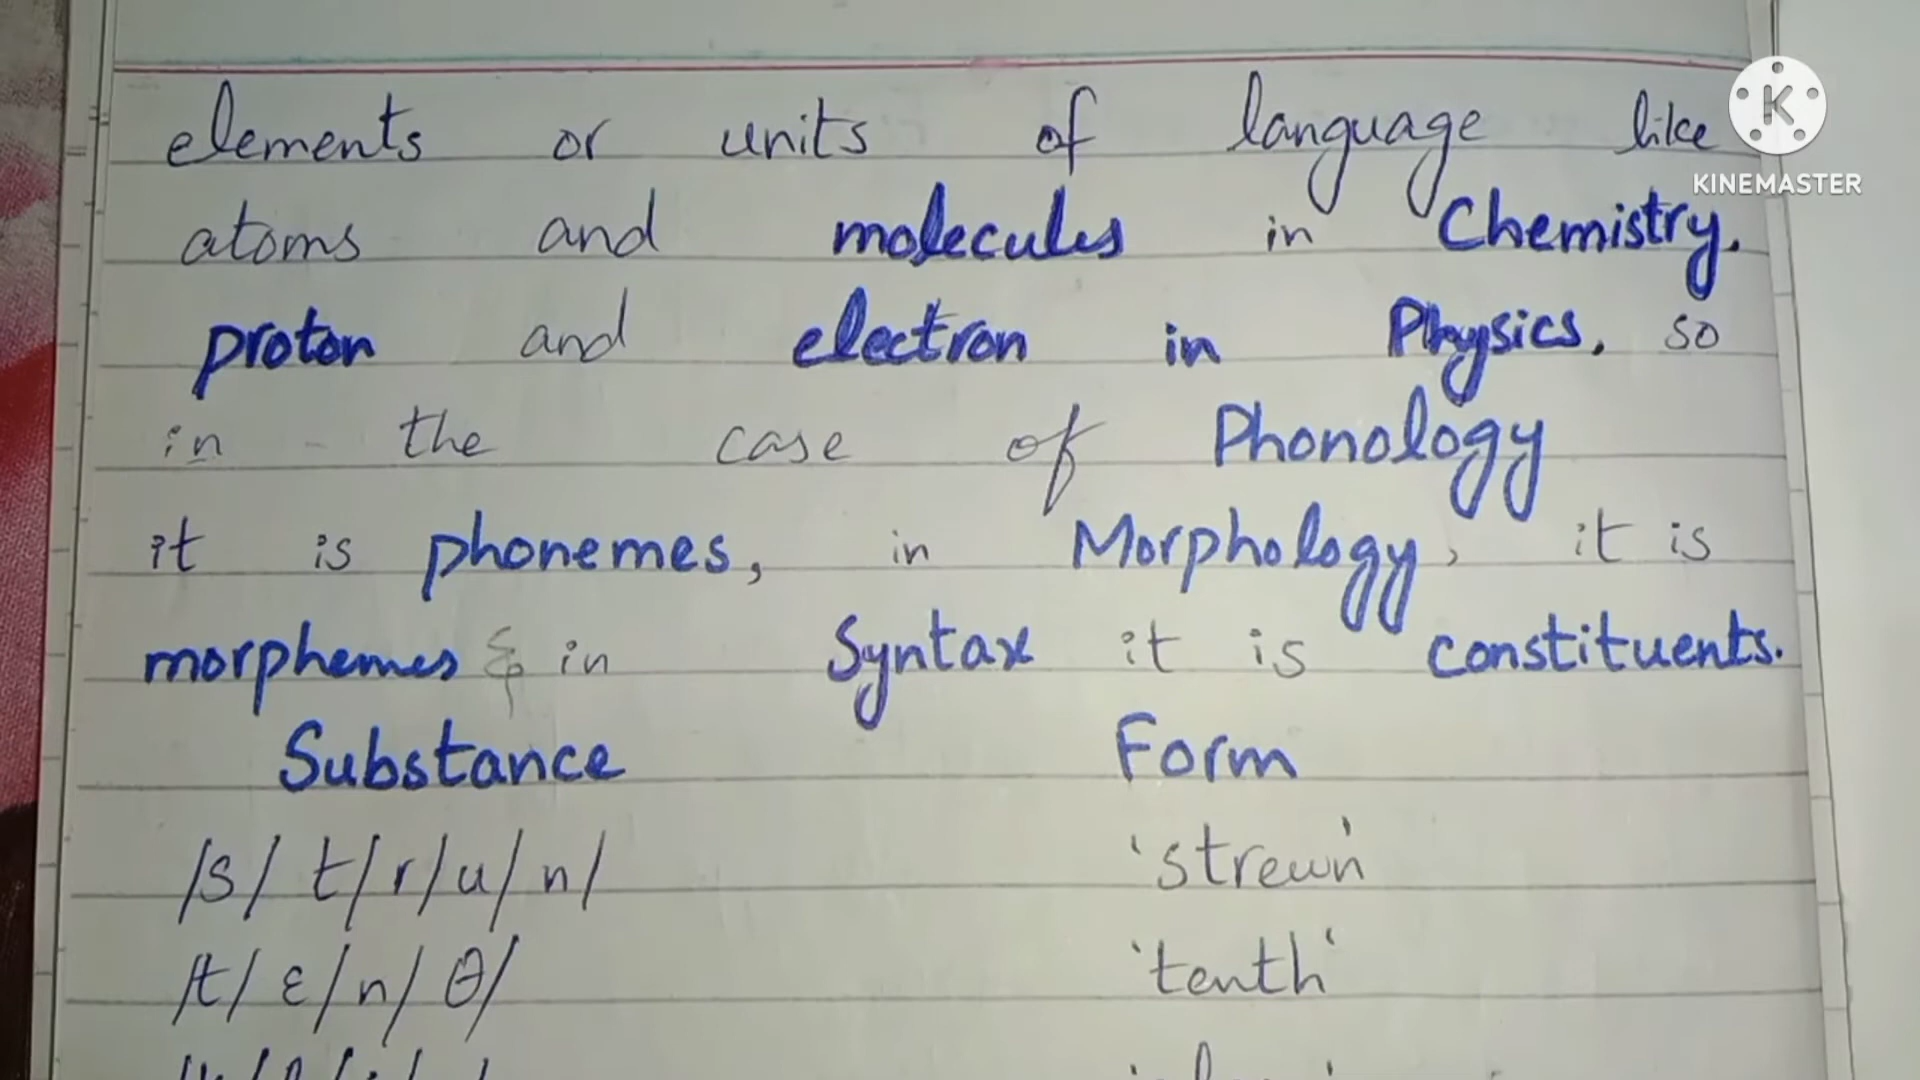 elements or units of language like
atoms and molecules in Chemistry.
proton and electron in Physics. so
in the case of Phonology
it is phonemes, in Morphology, it is
morphemes & in Syntax it is constituents.
Substance Form
/s/ t/r/u/n/ 'strewn'
/t/ ε/n/ θ/ 'tenth'
K
KINEMASTER